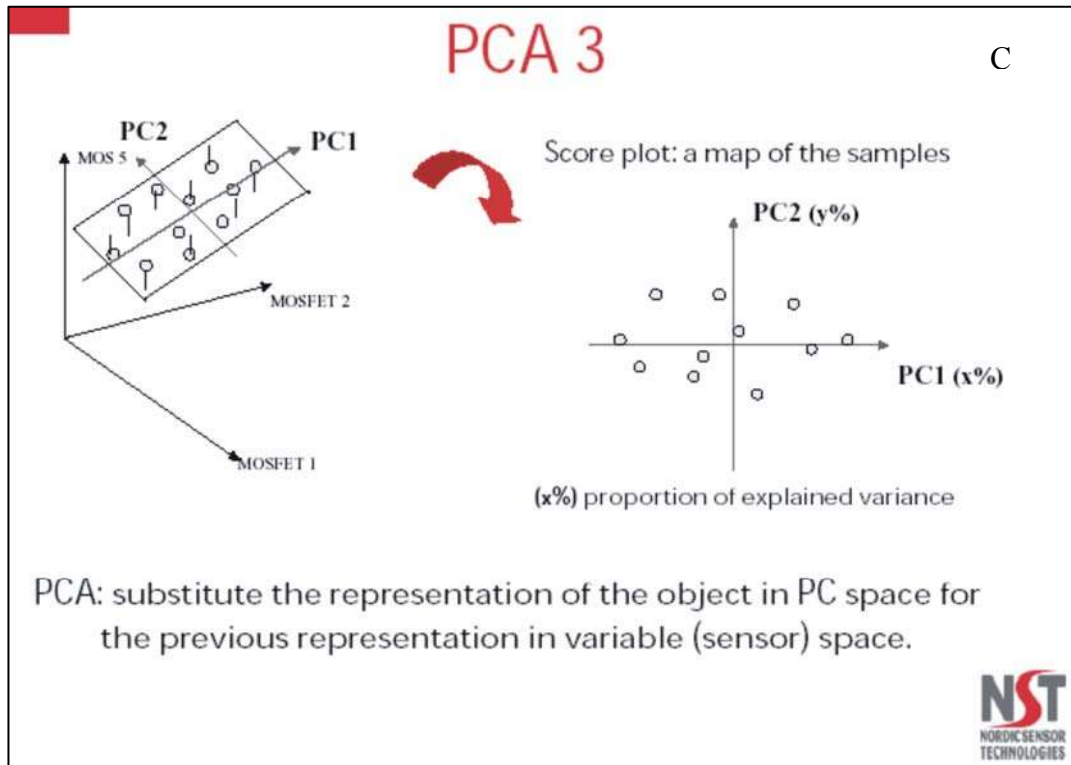 PCA 3
C
PC2
PC1
MOS 5
MOSFET 2
MOSFET 1
Score plot: a map of the samples
PC2 (y%)
PC1 (x%)
(x%) proportion of explained variance
PCA: substitute the representation of the object in PC space for
the previous representation in variable (sensor) space.
NST
NORDIC SENSOR
TECHNOLOGIES